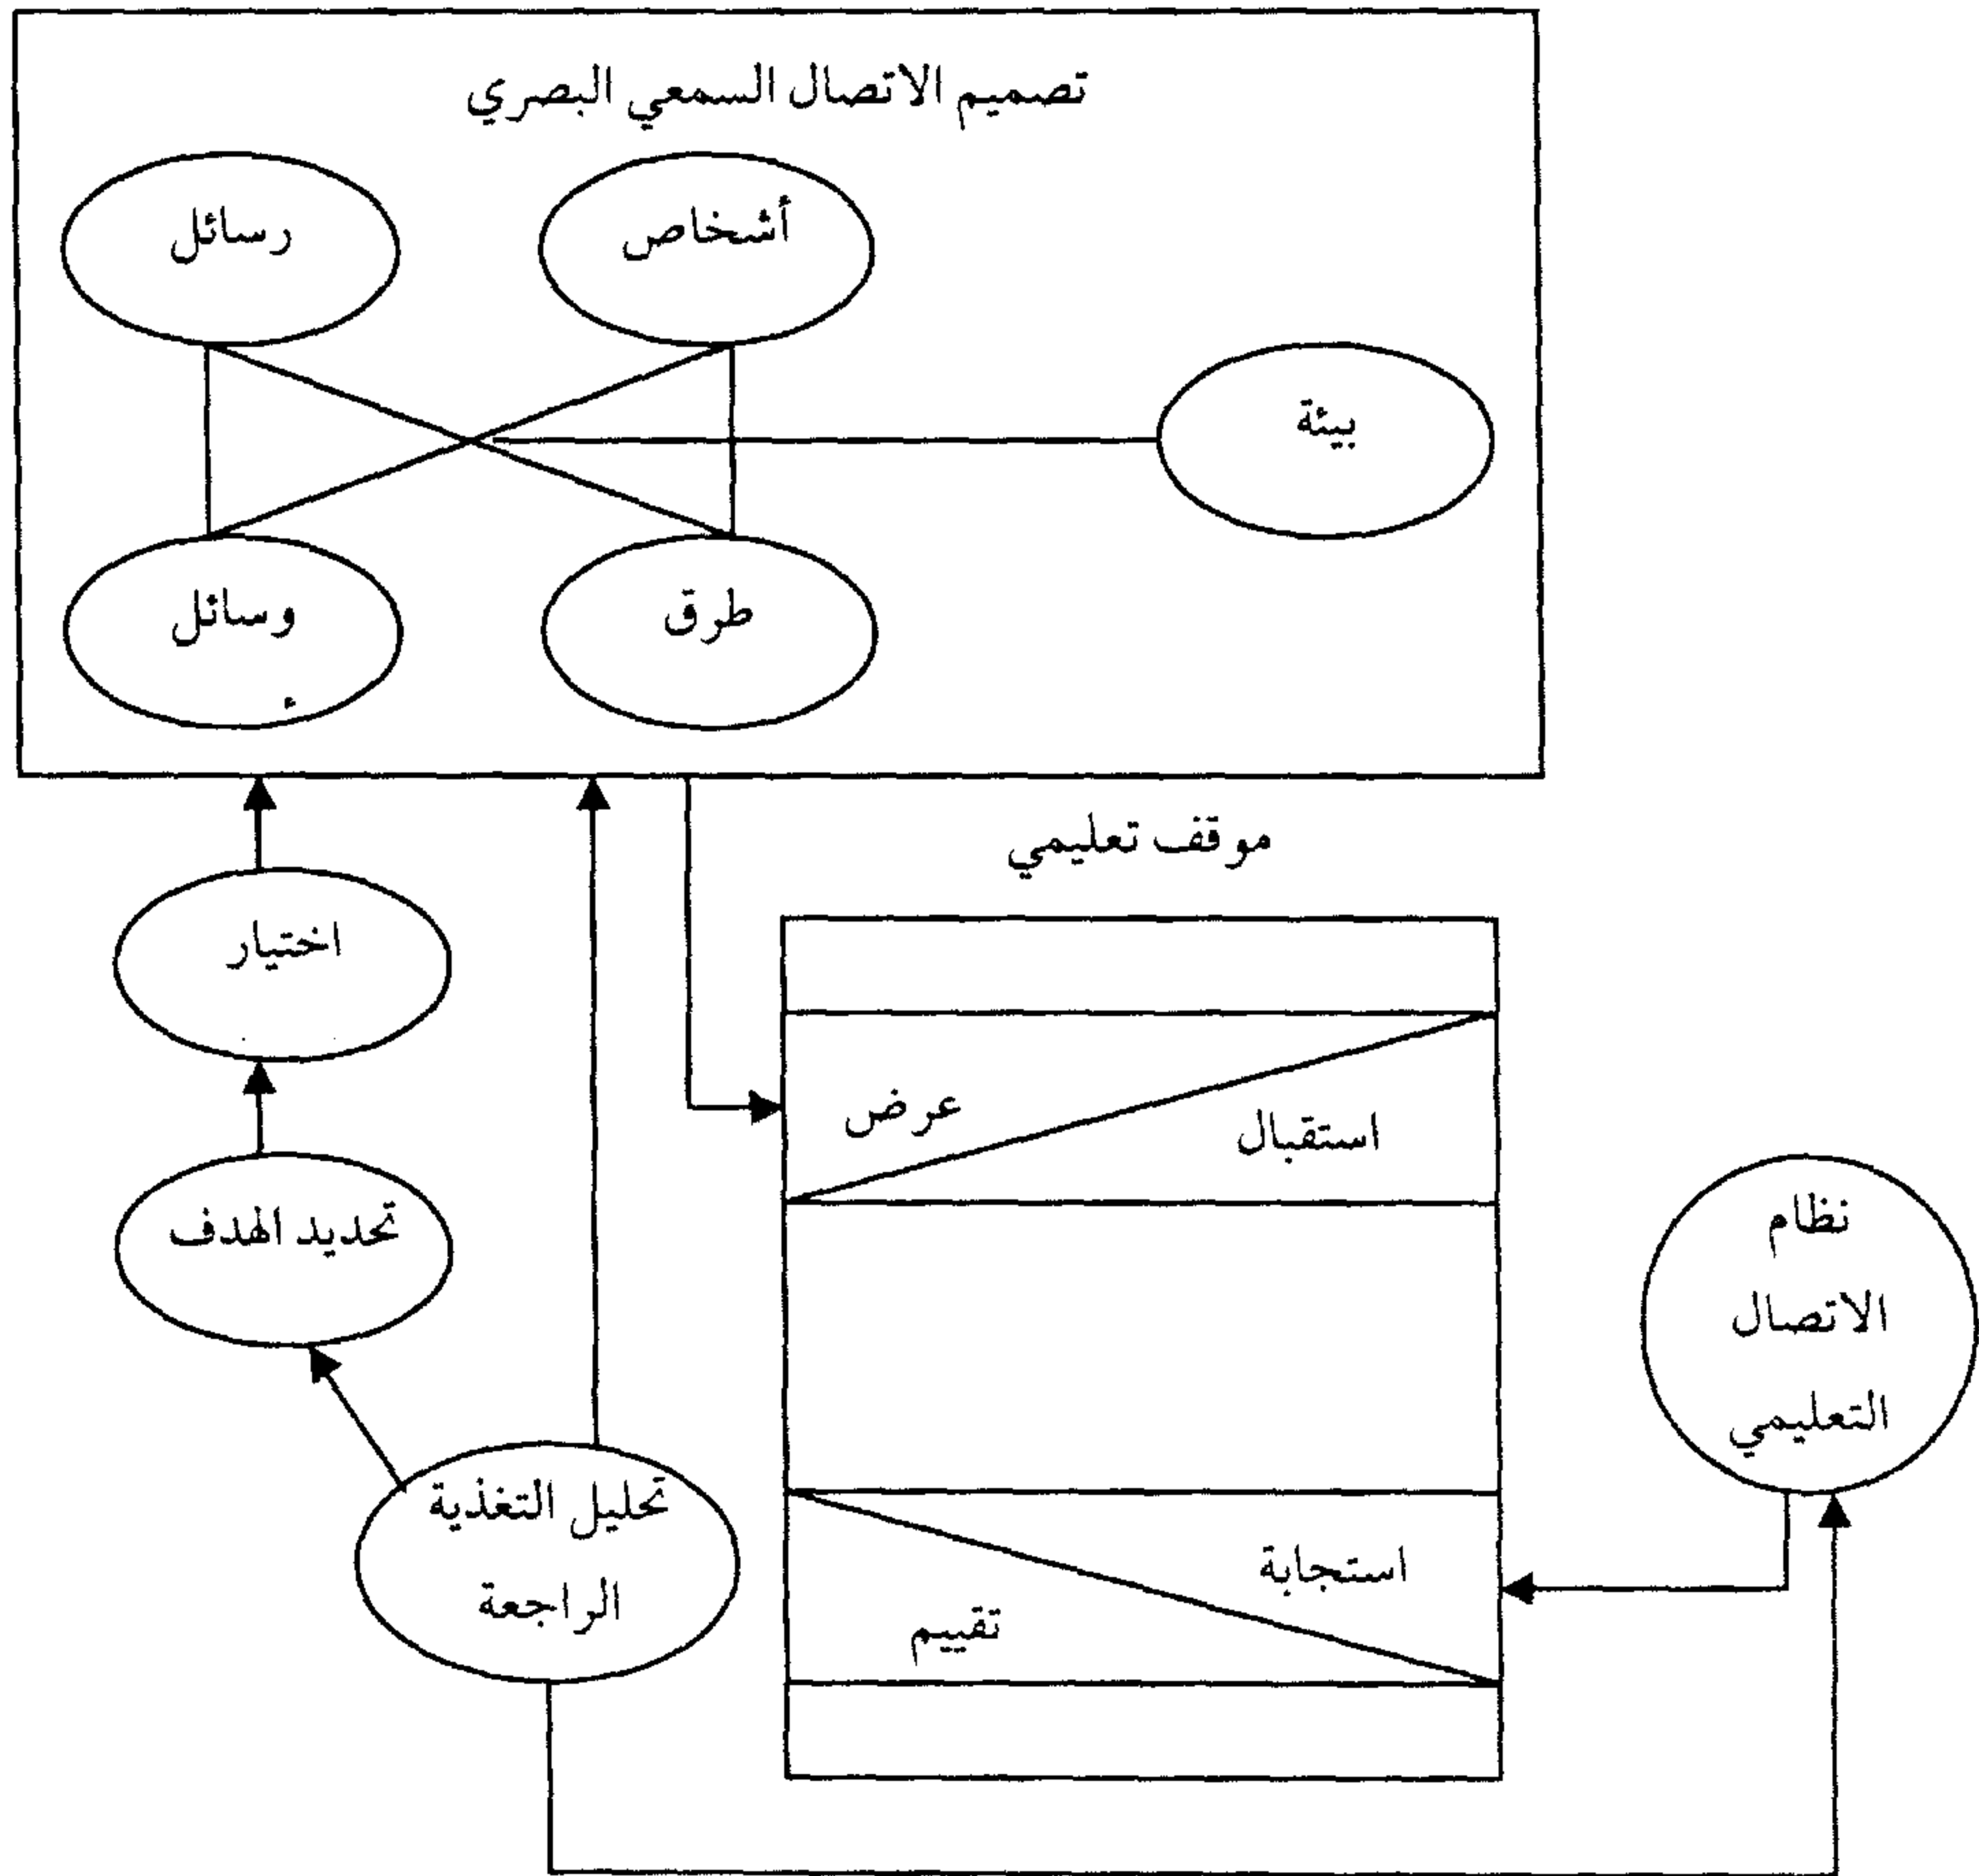 تصميم الاتصال السمعي البصري
أشخاص
رسائل
بيئة
طرق
وسائل
موقف تعليمي
اختيار
عرض
استقبال
تحديد الهدف
نظام
الاتصال
التعليمي
تحليل التغذية
الراجعة
استجابة
تقييم